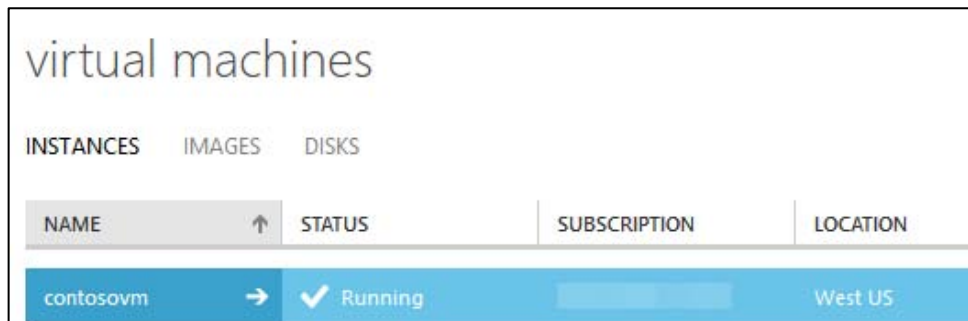 virtual machines
INSTANCES IMAGES DISKS
NAME STATUS SUBSCRIPTION LOCATION
contosovm Running West US